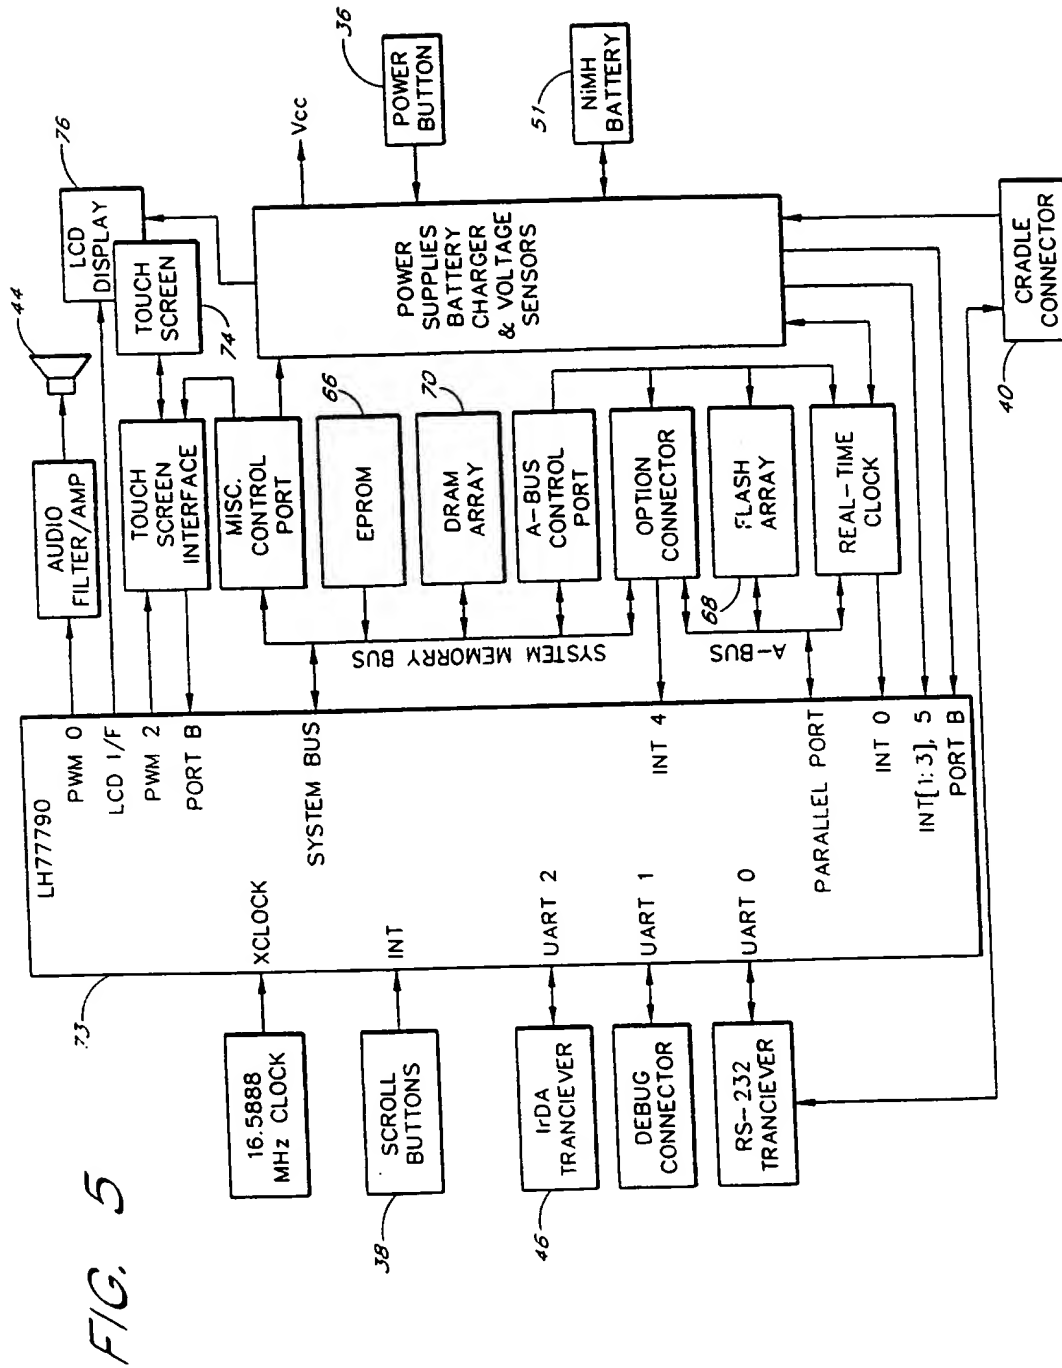 FIG. 5
73
LH77790
16.5888
MHz CLOCK
XCLOCK
SCROLL
BUTTONS
38
INT
IrDA
TRANCIEVER
46
UART 2
DEBUG
CONNECTOR
UART 1
RS-232
TRANCIEVER
UART 0
PWM 0
LCD I/F
PWM 2
PORT B
SYSTEM BUS
INT 4
PARALLEL PORT
INT 0
INT[1:3], 5
PORT B
SYSTEM MEMORRY BUS
A-BUS
AUDIO
FILTER/AMP
44
TOUCH
SCREEN
INTERFACE
MISC.
CONTROL
PORT
EPROM
66
DRAM
ARRAY
70
A-BUS
CONTROL
PORT
OPTION
CONNECTOR
FLASH
ARRAY
68
REAL-TIME
CLOCK
LCD
DISPLAY
76
TOUCH
SCREEN
74
Vcc
POWER
SUPPLIES
BATTERY
CHARGER
& VOLTAGE
SENSORS
POWER
BUTTON
36
NiMH
BATTERY
51
CRADLE
CONNECTOR
40